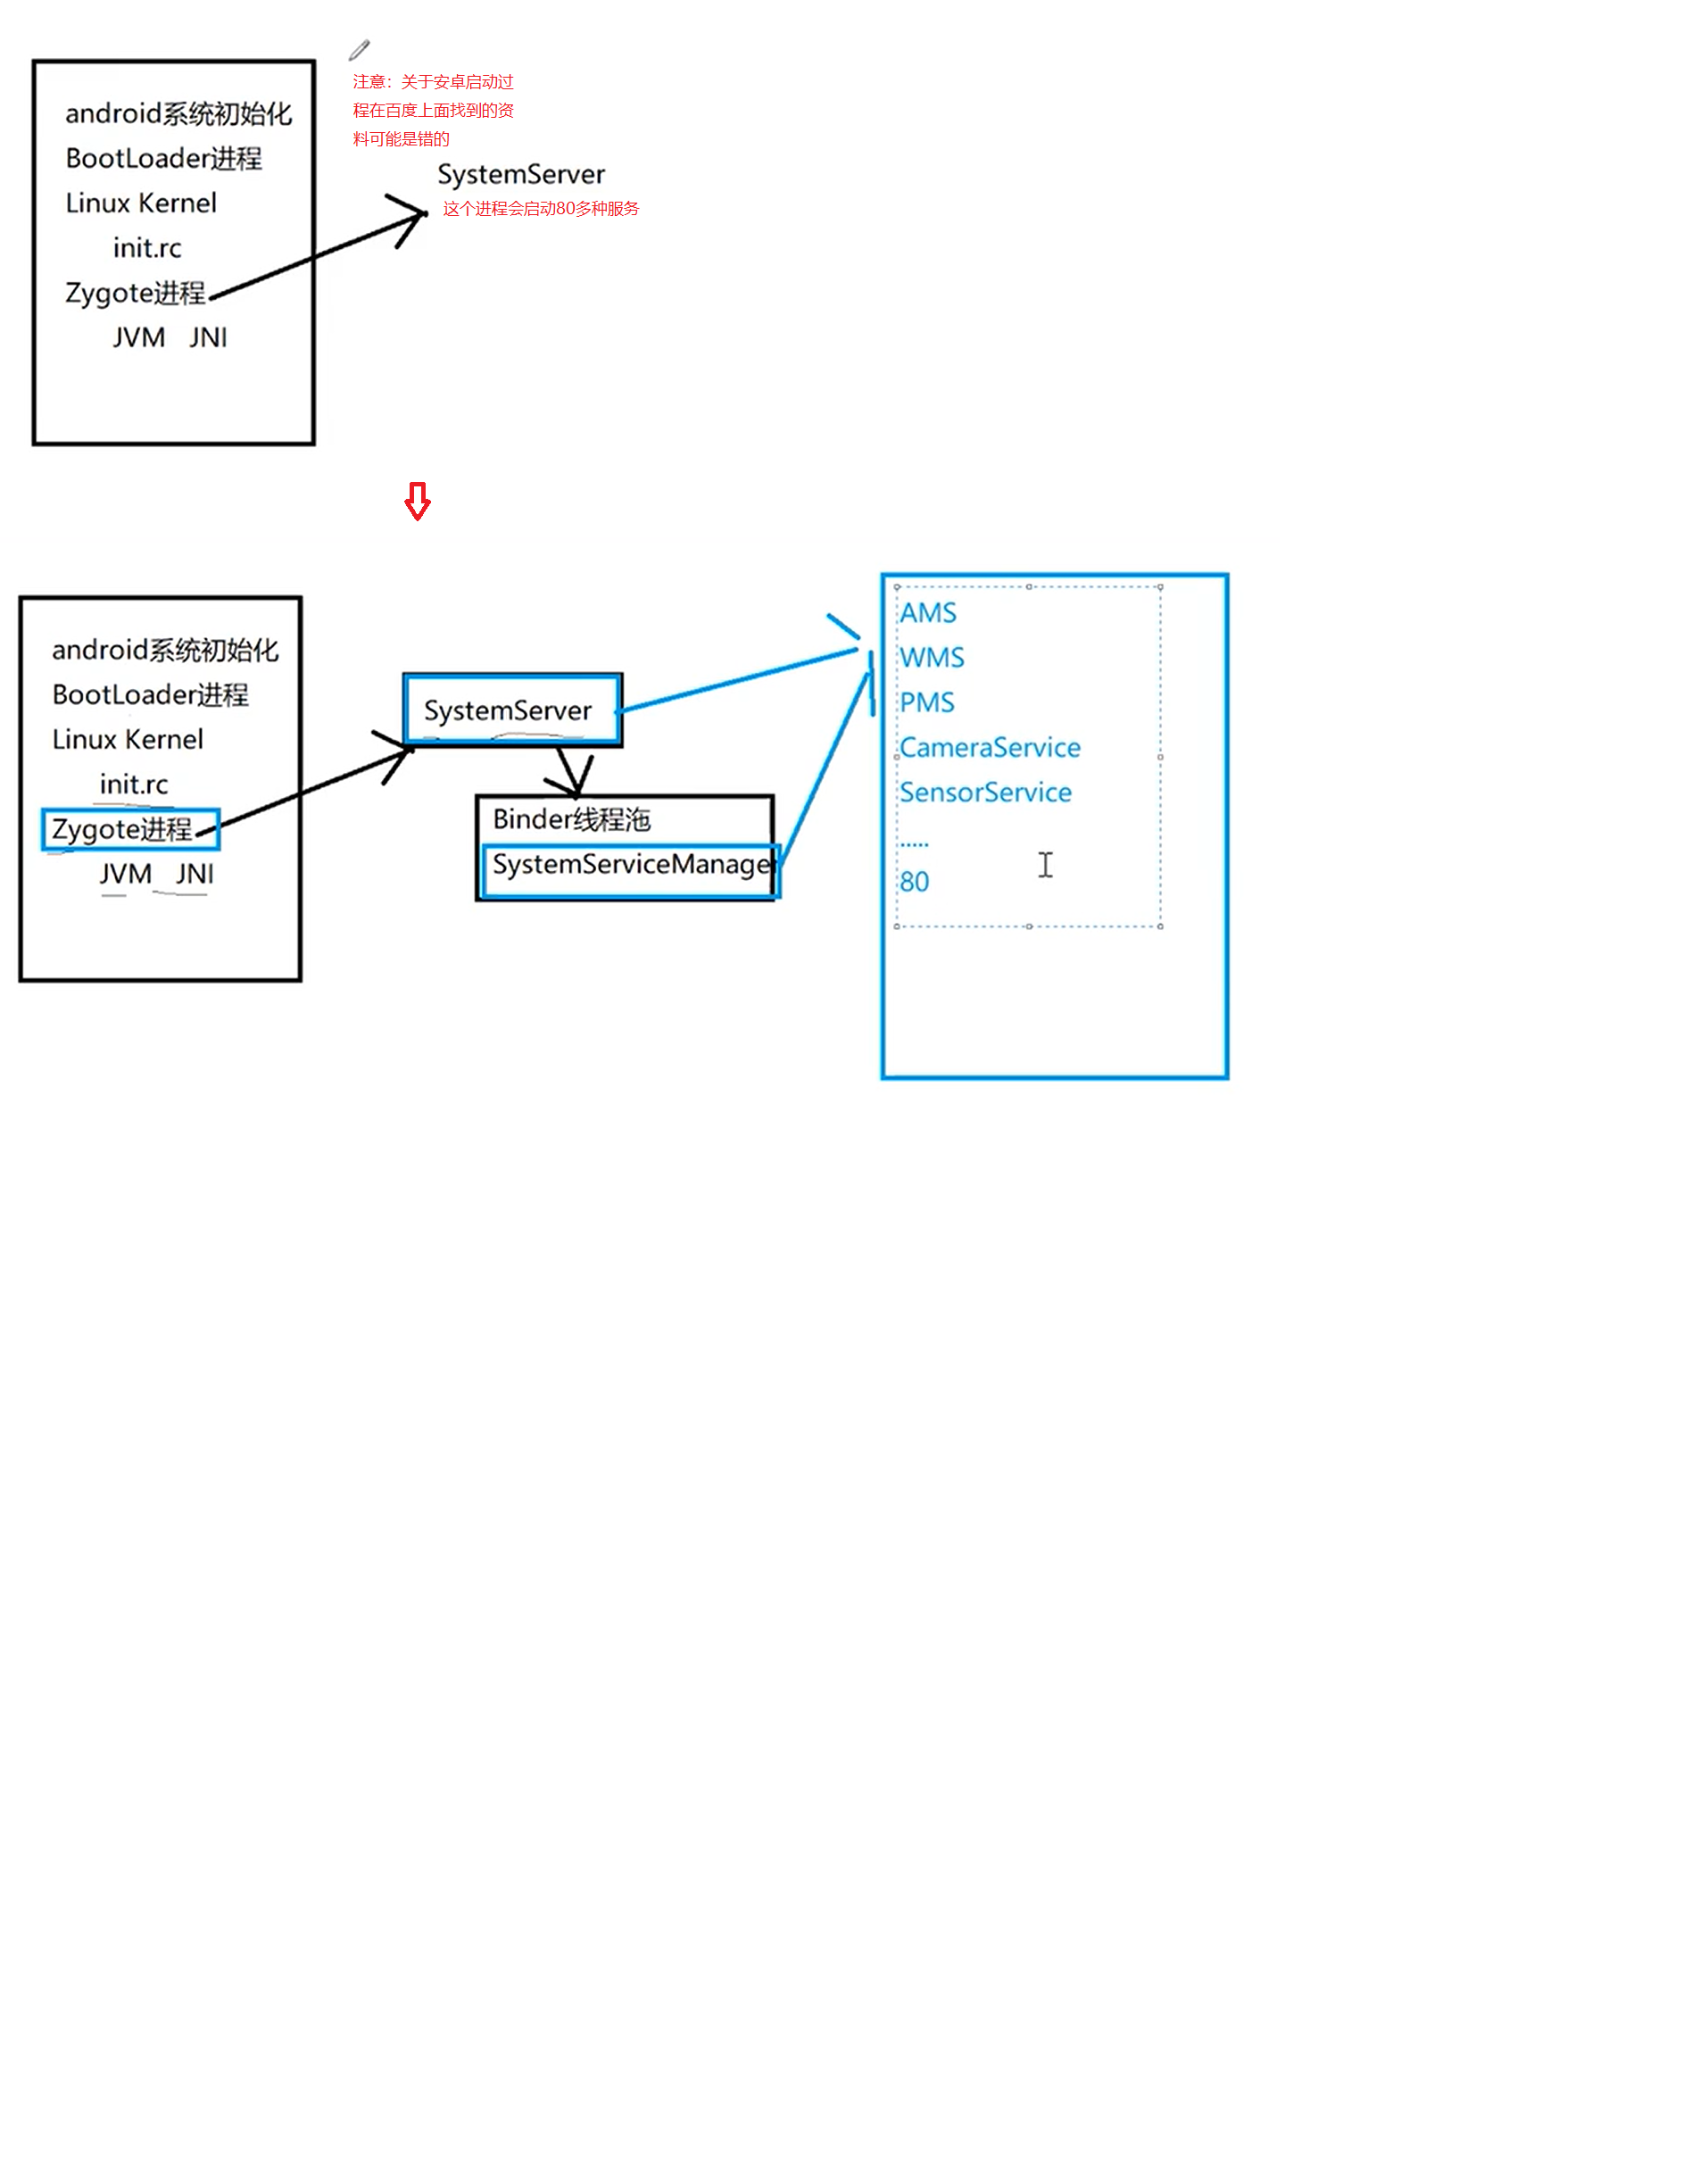 android系统初始化
BootLoader进程
Linux Kernel
init.rc
Zygote进程
JVM JNI
注意：关于安卓启动过
程在百度上面找到的资
料可能是错的
SystemServer
这个进程会启动80多种服务
android系统初始化
BootLoader进程
Linux Kernel
init.rc
Zygote进程
JVM JNI
SystemServer
Binder线程池
SystemServiceManager
AMS
WMS
PMS
CameraService
SensorService
.....
80